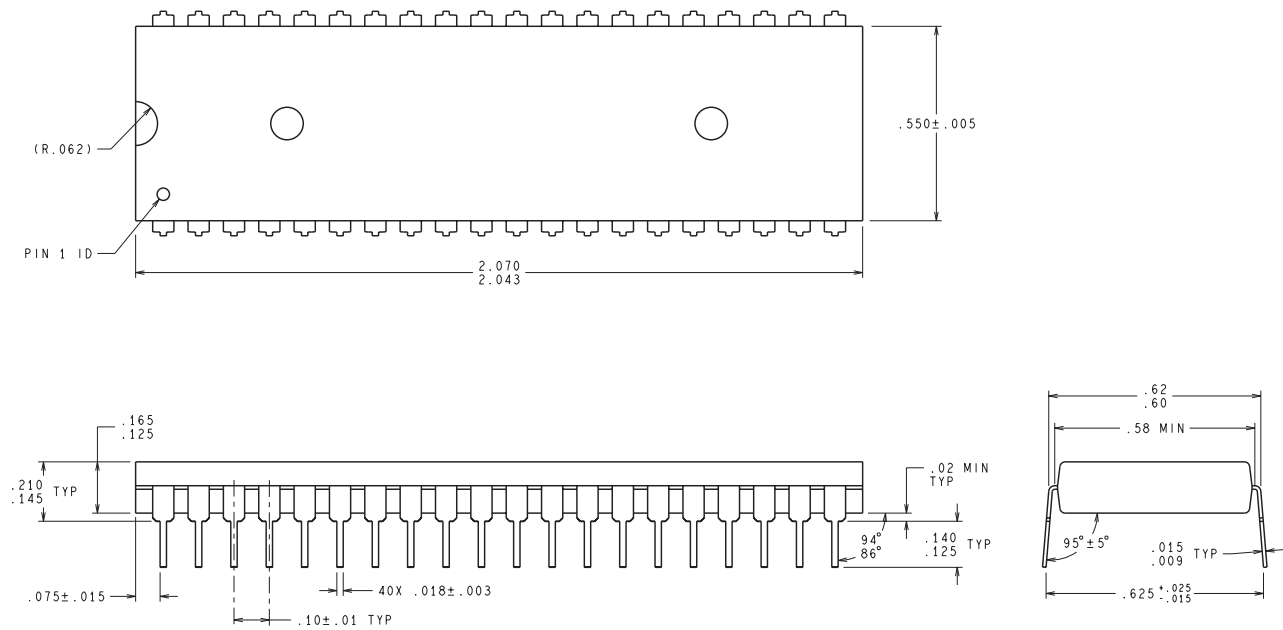 (R.062)
.550±.005
PIN 1 ID
2.070
2.043
.62
.60
.58 MIN
.165
.125
.210
.145 TYP
.02 MIN
TYP
94°
86°
.140
.125 TYP
95°±5°
.015
.009 TYP
.075±.015
40X .018±.003
.10±.01 TYP
.625 +.025
-.015